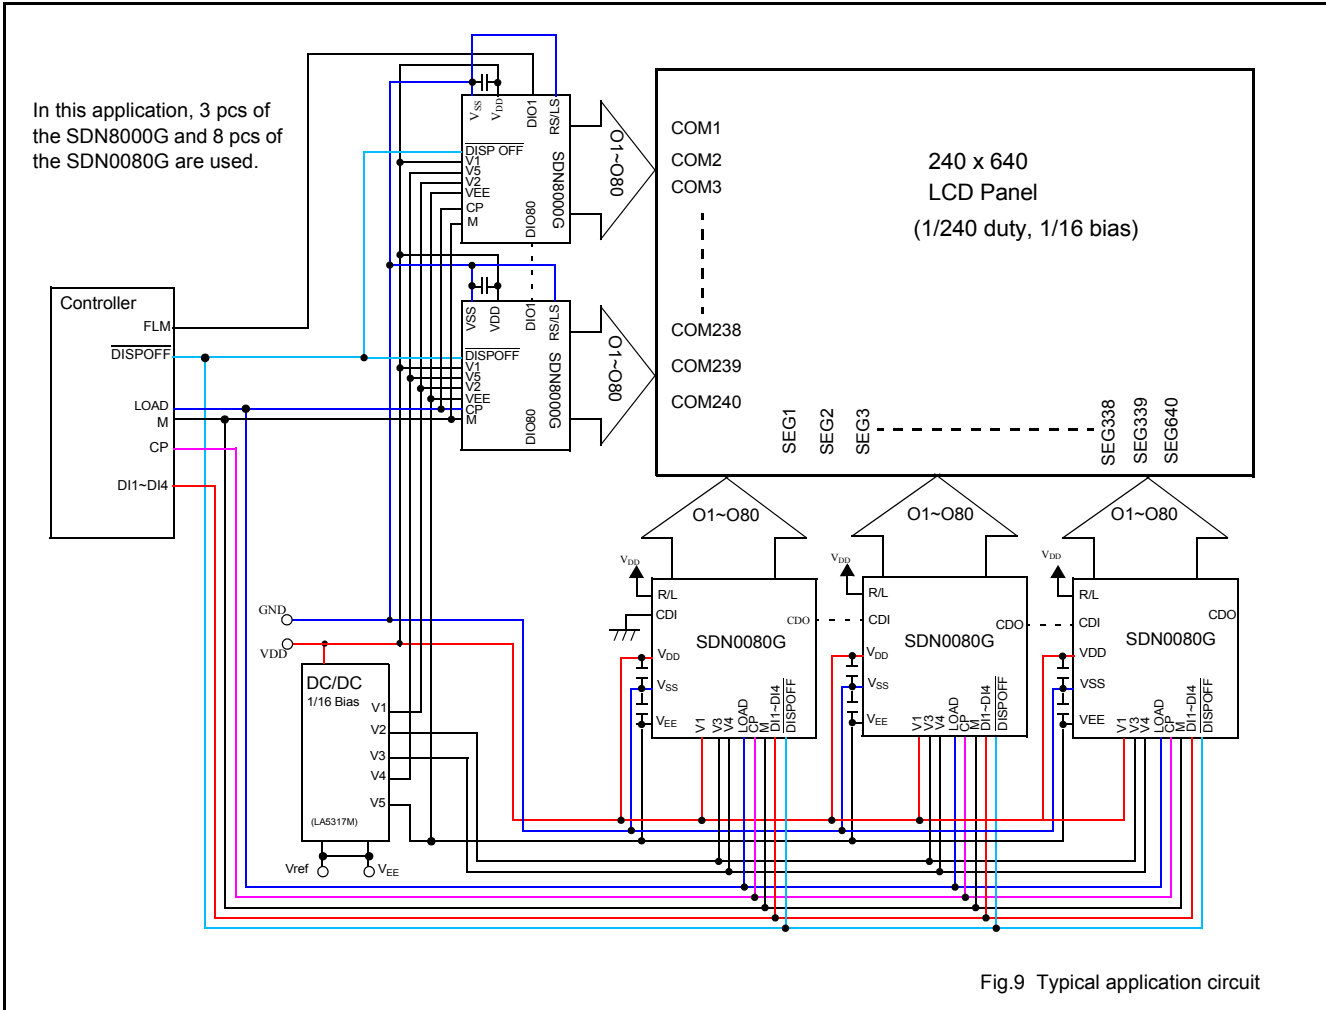 In this application, 3 pcs of
the SDN8000G and 8 pcs of
the SDN0080G are used.
VSS
VDD
DIO1
RS/LS
DISP OFF
V1
V5
V2
VEE
CP
M
DIO80
SDN8000G
O1~O80
VSS
VDD
DIO1
RS/LS
DISPOFF
V1
V5
V2
VEE
CP
M
DIO80
SDN8000G
O1~O80
COM1
COM2
COM3
COM238
COM239
COM240
240 x 640
LCD Panel
(1/240 duty, 1/16 bias)
SEG1
SEG2
SEG3
SEG338
SEG339
SEG640
Controller
FLM
DISPOFF
LOAD
M
CP
DI1~DI4
GND
VDD
DC/DC
1/16 Bias
V1
V2
V3
V4
V5
(LA5317M)
Vref
VEE
O1~O80
VDD
R/L
CDI
CDO
SDN0080G
VDD
VSS
VEE
V1
V3
V4
LOAD
CP
M
DI1~DI4
DISPOFF
O1~O80
VDD
R/L
CDI
CDO
SDN0080G
VDD
VSS
VEE
V1
V3
V4
LOAD
CP
M
DI1~DI4
DISPOFF
O1~O80
VDD
R/L
CDI
CDO
SDN0080G
VDD
VSS
VEE
V1
V3
V4
LOAD
CP
M
DI1~DI4
DISPOFF
Fig.9 Typical application circuit